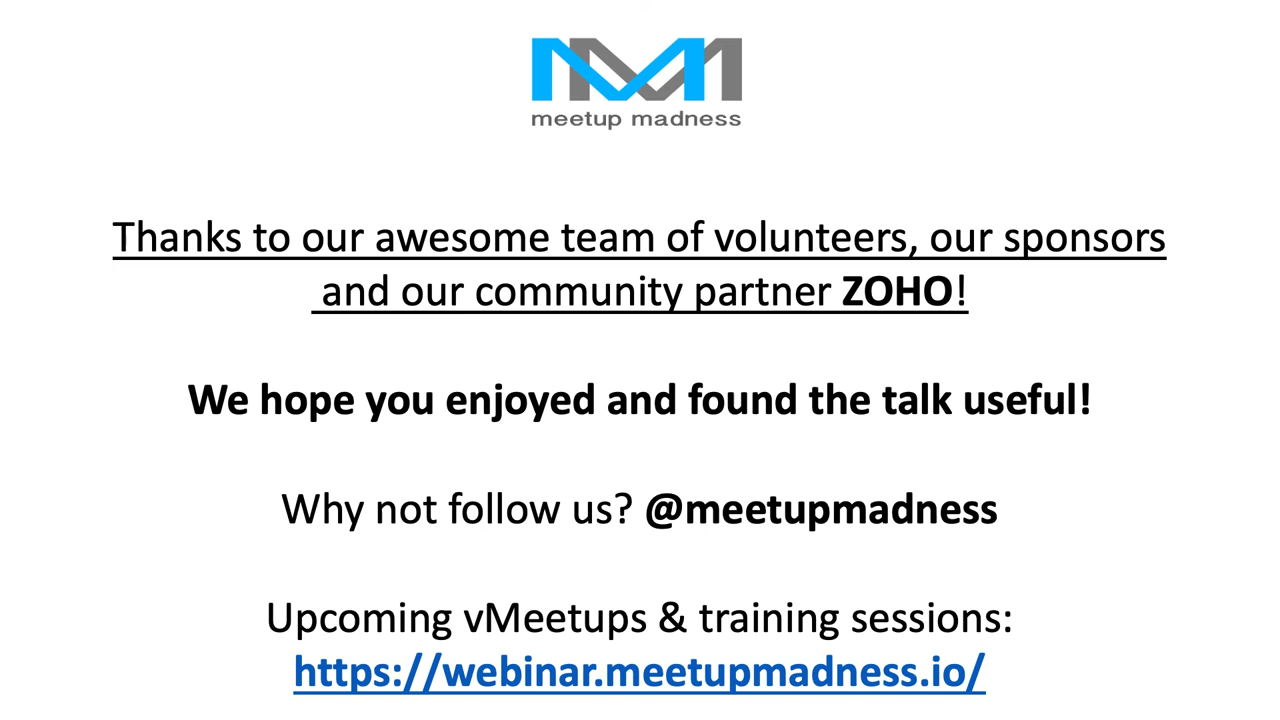 meetup madness
Thanks to our awesome team of volunteers, our sponsors
and our community partner ZOHO!
We hope you enjoyed and found the talk useful!
Why not follow us? @meetupmadness
Upcoming vMeetups & training sessions:
https://webinar.meetupmadness.io/